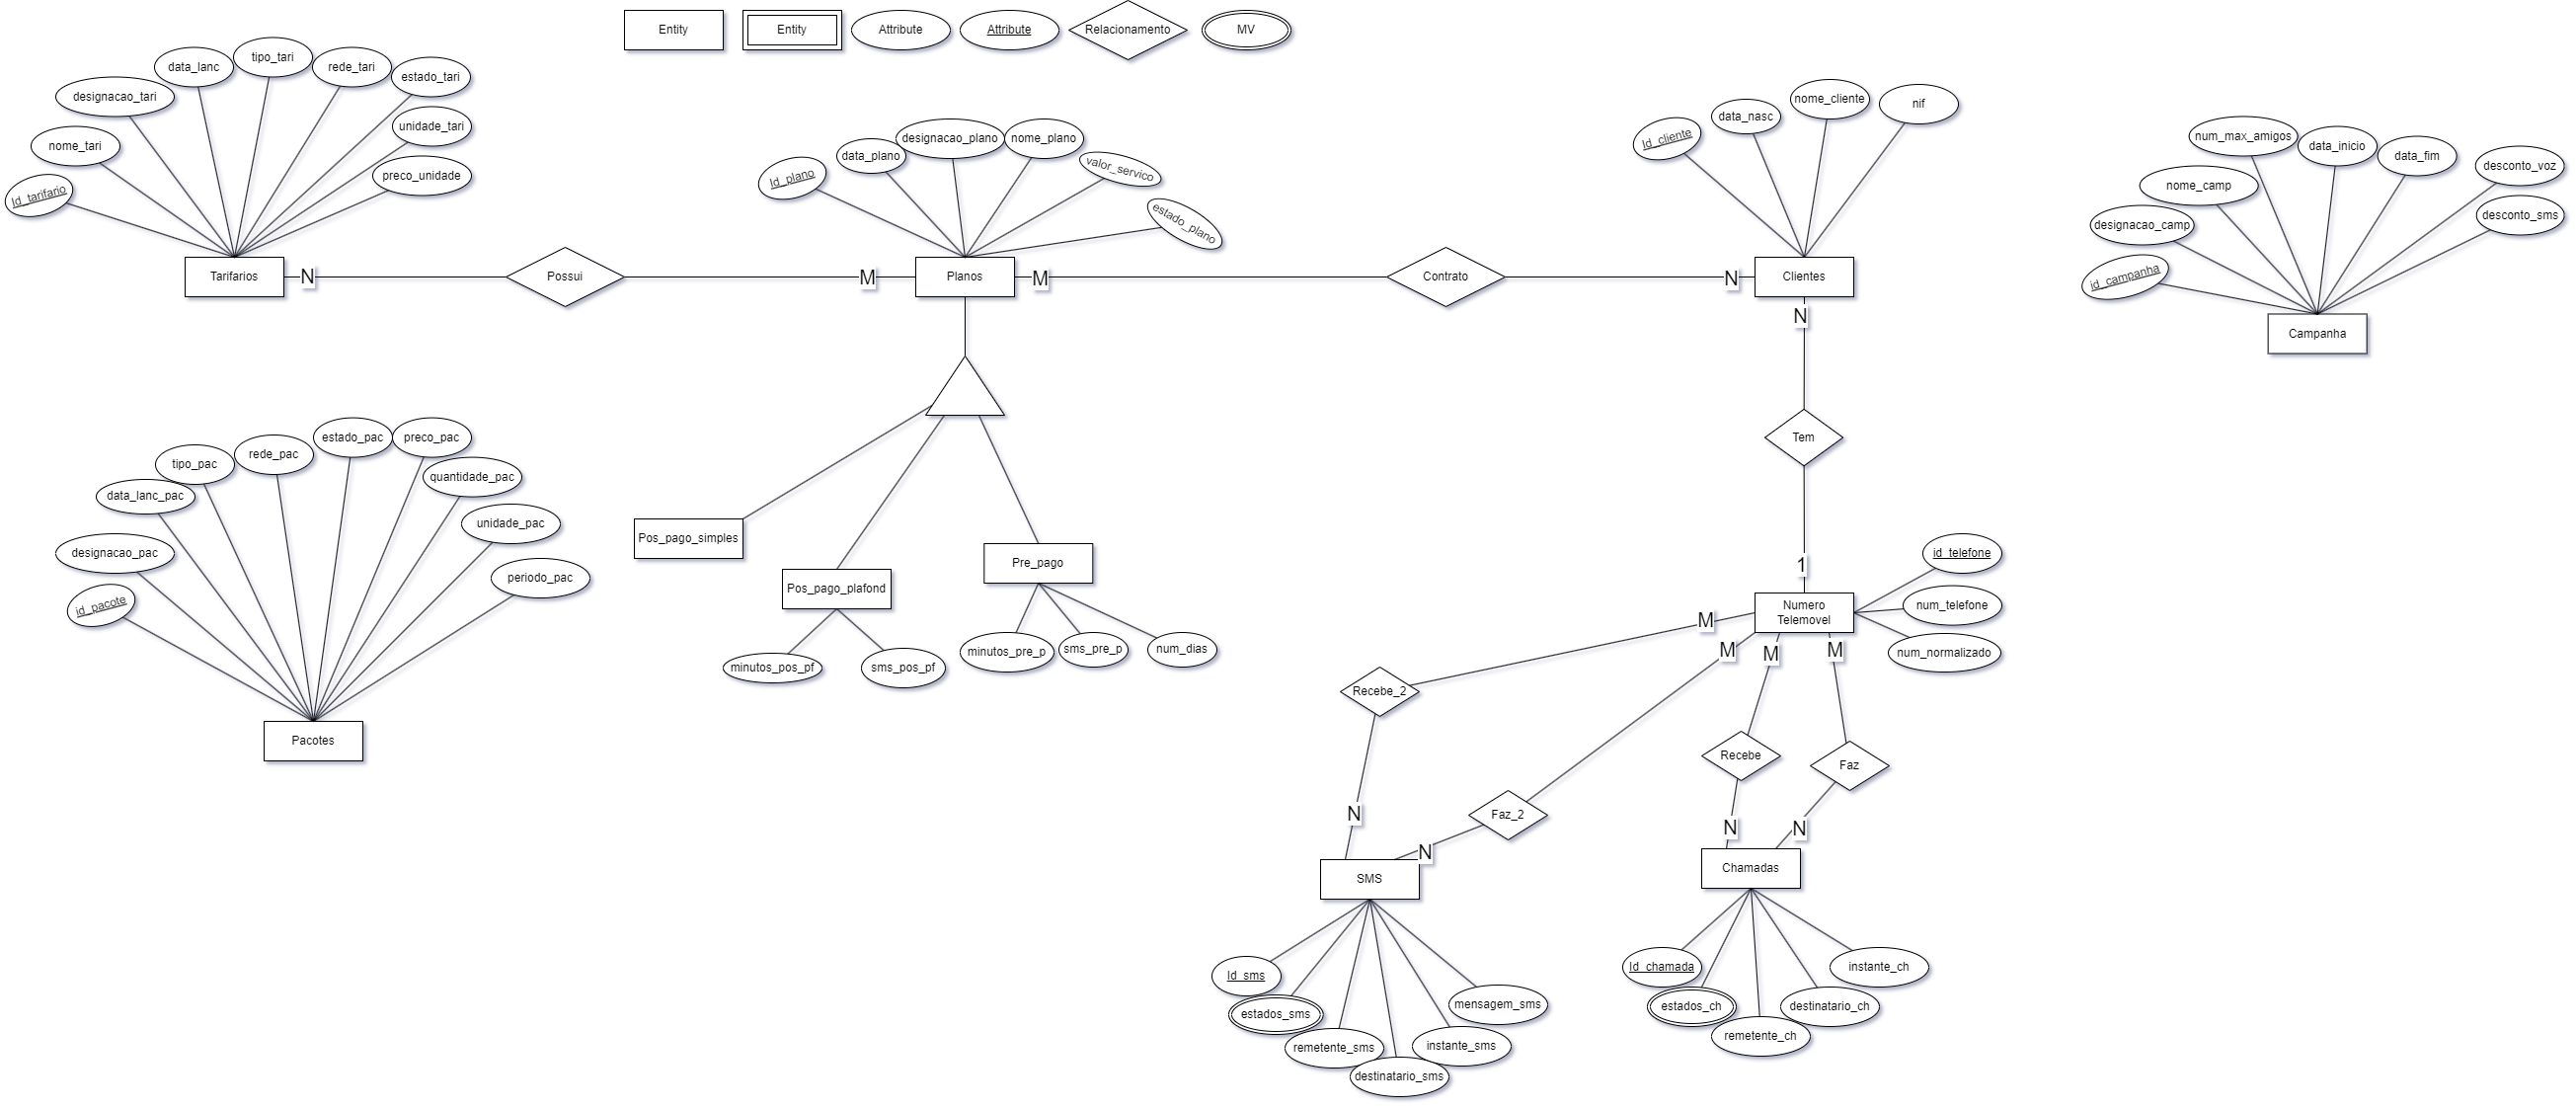 Entity
Entity
Attribute
Attribute
Relacionamento
MV
Id_tarifario
nome_tari
designacao_tari
data_lanc
tipo_tari
rede_tari
estado_tari
unidade_tari
preco_unidade
Tarifarios
N
Possui
M
Id_plano
data_plano
designacao_plano
nome_plano
valor_servico
estado_plano
Planos
M
Contrato
N
Id_cliente
data_nasc
nome_cliente
nif
Clientes
N
Tem
1
id_campanha
designacao_camp
nome_camp
num_max_amigos
data_inicio
data_fim
desconto_voz
desconto_sms
Campanha
id_pacote
designacao_pac
data_lanc_pac
tipo_pac
rede_pac
estado_pac
preco_pac
quantidade_pac
unidade_pac
periodo_pac
Pacotes
Pos_pago_simples
Pos_pago_plafond
minutos_pos_pf
sms_pos_pf
Pre_pago
minutos_pre_p
sms_pre_p
num_dias
Numero
Telemovel
id_telefone
num_telefone
num_normalizado
M
M
M
M
Recebe_2
N
Faz_2
N
Recebe
N
Faz
N
SMS
Id_sms
estados_sms
remetente_sms
destinatario_sms
instante_sms
mensagem_sms
Chamadas
Id_chamada
estados_ch
remetente_ch
destinatario_ch
instante_ch